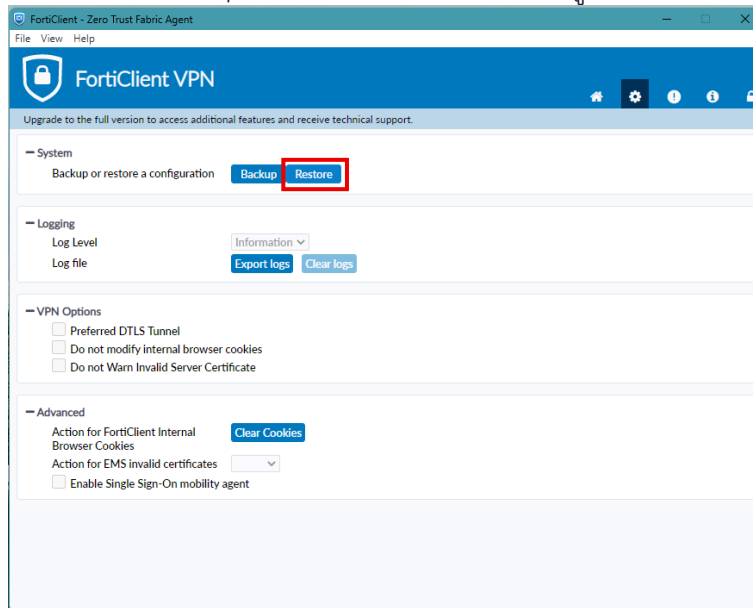 FortiClient - Zero Trust Fabric Agent
File View Help
FortiClient VPN
Upgrade to the full version to access additional features and receive technical support.
System
Backup or restore a configuration Backup Restore
Logging
Log Level Information
Log file Export logs Clear logs
VPN Options
Preferred DTLS Tunnel
Do not modify internal browser cookies
Do not Warn Invalid Server Certificate
Advanced
Action for FortiClient Internal Clear Cookies
Browser Cookies
Action for EMS invalid certificates
Enable Single Sign-On mobility agent